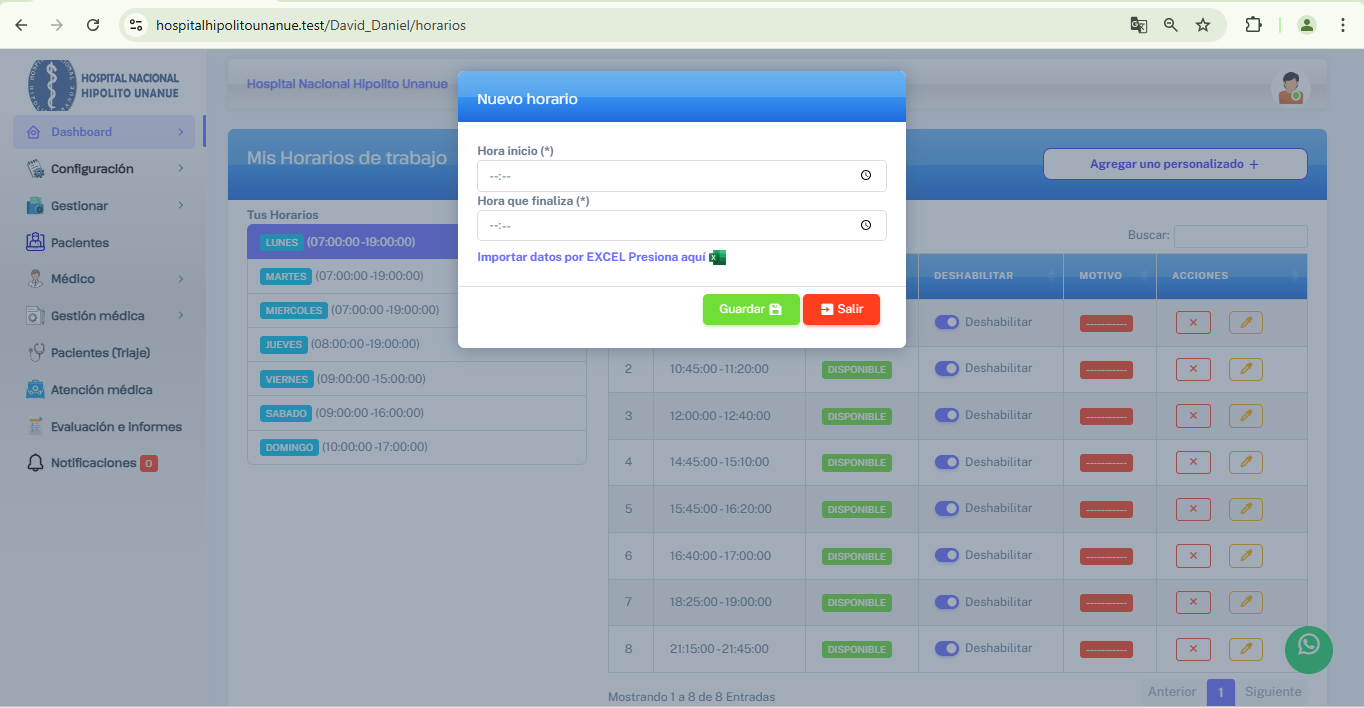 hospitalhipolitounanue.test/David_Daniel/horarios
HOSPITAL NACIONAL
HIPOLITO UNANUE
Hospital Nacional Hipolito Unanue
Dashboard
Configuración
Gestionar
Pacientes
Médico
Gestión médica
Pacientes (Triaje)
Atención médica
Evaluación e informes
Notificaciones 0
Mis Horarios de trabajo
Agregar uno personalizado +
Tus Horarios
LUNES (07:00:00 -19:00:00)
MARTES (07:00:00 -19:00:00)
MIERCOLES (07:00:00 -19:00:00)
JUEVES (08:00:00 -19:00:00)
VIERNES (09:00:00 -15:00:00)
SABADO (09:00:00 -16:00:00)
DOMINGO (10:00:00 -17:00:00)
Nuevo horario
Hora inicio (*)
--:--
Hora que finaliza (*)
--:--
Importar datos por EXCEL Presiona aquí
Guardar
Salir
Buscar:
DESHABILITAR MOTIVO ACCIONES
Deshabilitar -----------
2 10:45:00 - 11:20:00 DISPONIBLE Deshabilitar -----------
3 12:00:00 - 12:40:00 DISPONIBLE Deshabilitar -----------
4 14:45:00 - 15:10:00 DISPONIBLE Deshabilitar -----------
5 15:45:00 - 16:20:00 DISPONIBLE Deshabilitar -----------
6 16:40:00 - 17:00:00 DISPONIBLE Deshabilitar -----------
7 18:25:00 - 19:00:00 DISPONIBLE Deshabilitar -----------
8 21:15:00 - 21:45:00 DISPONIBLE Deshabilitar -----------
Mostrando 1 a 8 de 8 Entradas
Anterior 1 Siguiente